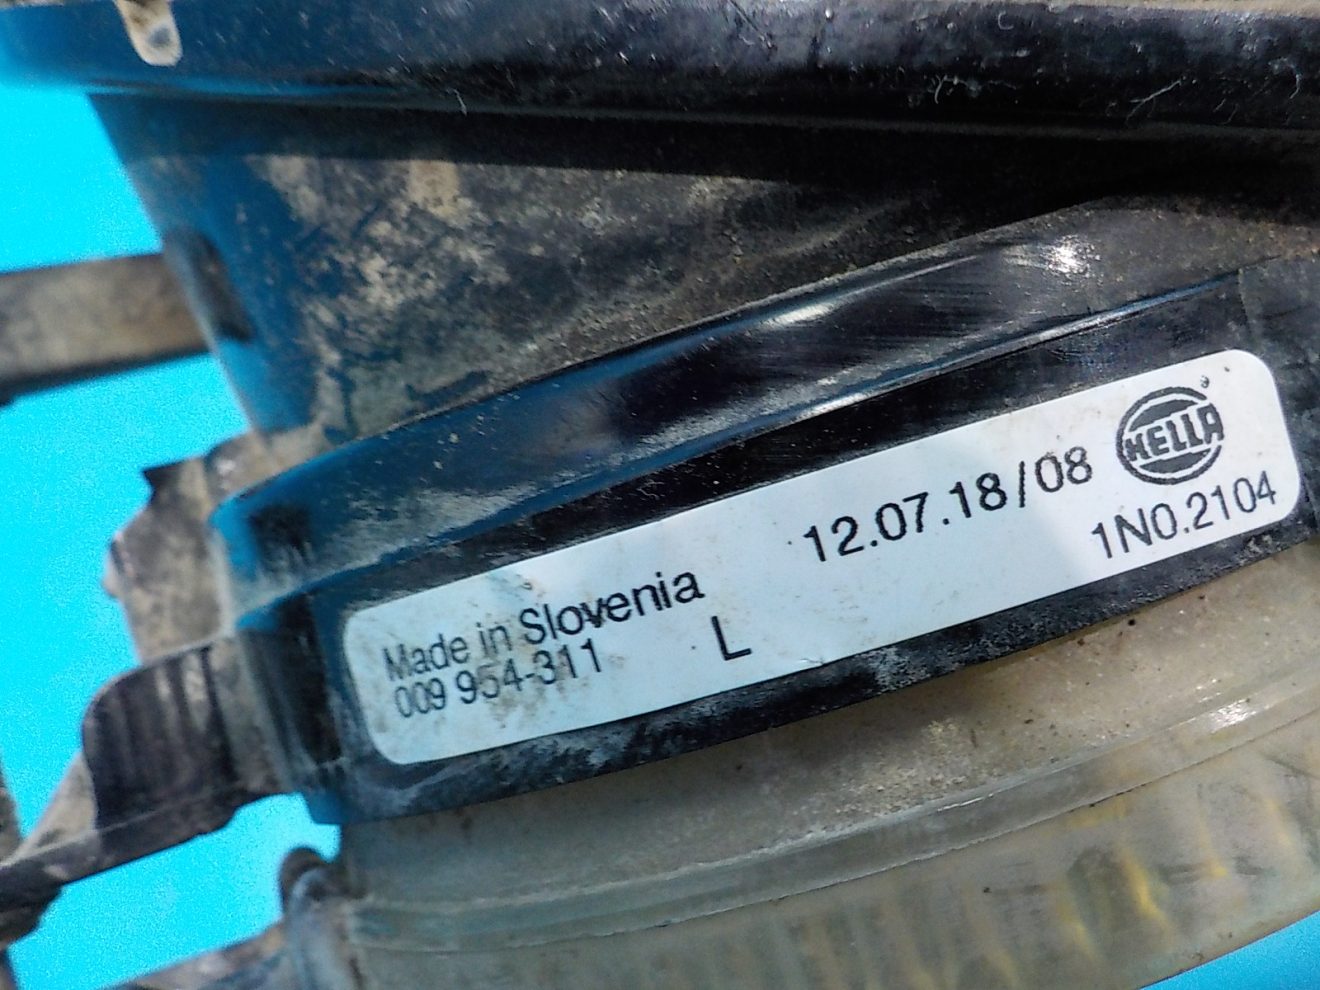 Made in Slovenia
009 954-311
L
12.07.18/08
HELLA
1N0.2104